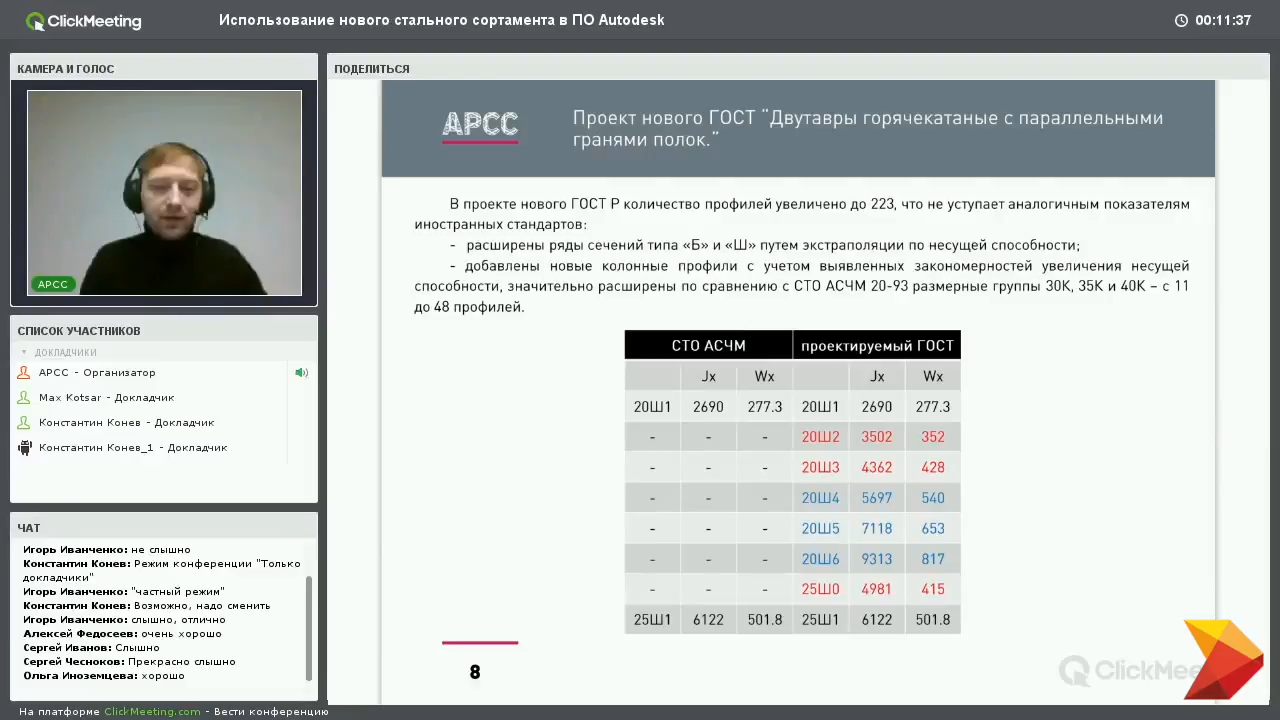 ClickMeeting
Использование нового стального сортамента в ПО Autodesk
00:11:37
КАМЕРА И ГОЛОС
АРСС
СПИСОК УЧАСТНИКОВ
ДОКЛАДЧИКИ
АРСС - Организатор
Max Kotsar - Докладчик
Константин Конев - Докладчик
Константин Конев_1 - Докладчик
ЧАТ
Игорь Иванченко: не слышно
Константин Конев: Режим конференции "Только
докладчики"
Игорь Иванченко: "частный режим"
Константин Конев: Возможно, надо сменить
Игорь Иванченко: слышно, отлично
Алексей Федосеев: очень хорошо
Сергей Иванов: Слышно
Сергей Чесноков: Прекрасно слышно
Ольга Иноземцева: хорошо
На платформе ClickMeeting.com - Вести конференцию
ПОДЕЛИТЬСЯ
АРСС
Проект нового ГОСТ "Двутавры горячекатаные с параллельными
гранями полок."
В проекте нового ГОСТ Р количество профилей увеличено до 223, что не уступает аналогичным показателям
иностранных стандартов:
- расширены ряды сечений типа «Б» и «Ш» путем экстраполяции по несущей способности;
- добавлены новые колонные профили с учетом выявленных закономерностей увеличения несущей
способности, значительно расширены по сравнению с СТО АСЧМ 20-93 размерные группы 30К, 35К и 40К – с 11
до 48 профилей.
СТО АСЧМ проектируемый ГОСТ
Jx Wx Jx Wx
20Ш1 2690 277.3 20Ш1 2690 277.3
- - - 20Ш2 3502 352
- - - 20Ш3 4362 428
- - - 20Ш4 5697 540
- - - 20Ш5 7118 653
- - - 20Ш6 9313 817
- - - 25Ш0 4981 415
25Ш1 6122 501.8 25Ш1 6122 501.8
8